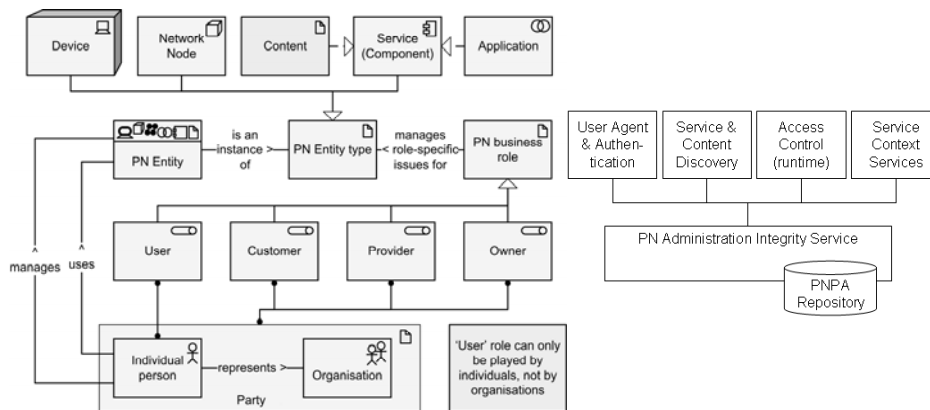 Device
Network
Node
Content
Service
(Component)
Application
PN Entity
is an
instance >
of
PN Entity type
manages
< role-specific
issues for
PN business
role
User
Customer
Provider
Owner
< manages
< uses
Individual
person
represents >
Organisation
Party
'User' role can only
be played by
individuals, not by
organisations
User Agent
& Authen-
tication
Service &
Content
Discovery
Access
Control
(runtime)
Service
Context
Services
PN Administration Integrity Service
PNPA
Repository